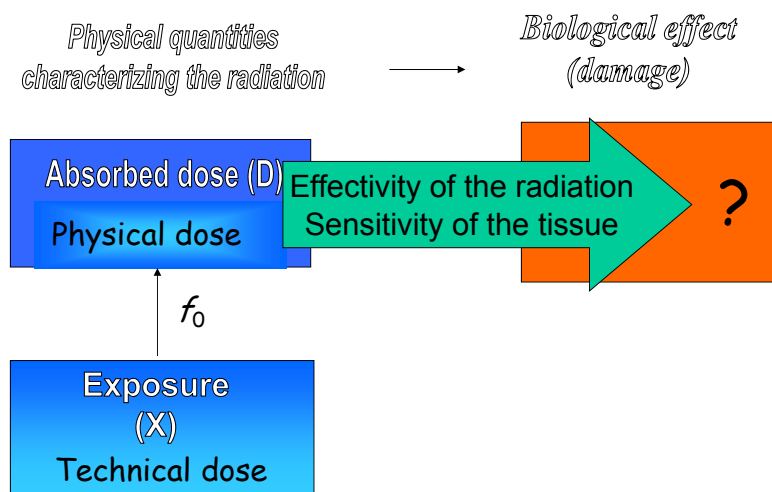 Physical quantities
characterizing the radiation
Biological effect
(damage)
Absorbed dose (D)
Physical dose
Effectivity of the radiation
Sensitivity of the tissue
?
f0
Exposure
(X)
Technical dose